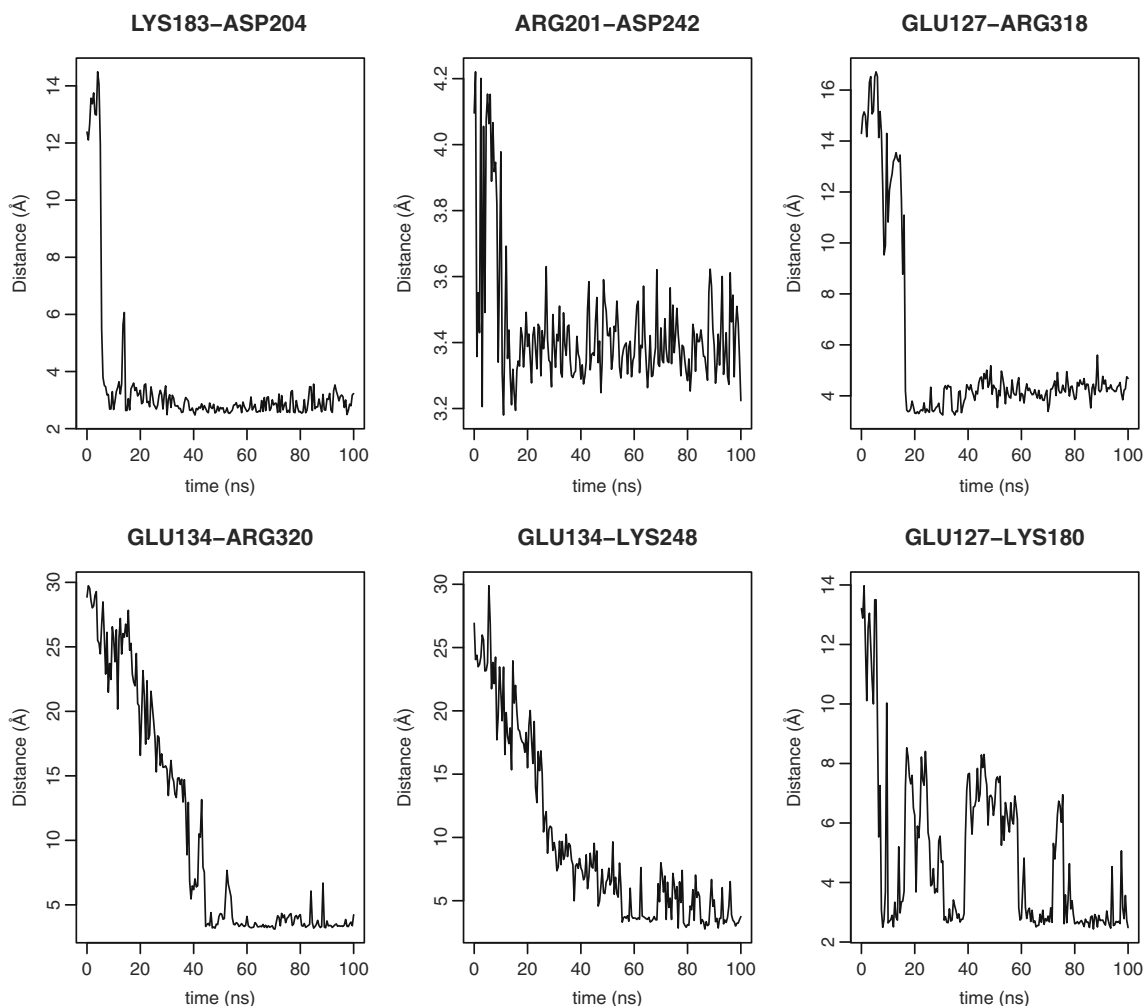 LYS183–ASP204 ARG201–ASP242 GLU127–ARG318
Distance (Å) 2 4 6 8 10 12 14
Distance (Å) 3.2 3.4 3.6 3.8 4.0 4.2
Distance (Å) 4 6 8 10 12 14 16
0 20 40 60 80 100 0 20 40 60 80 100 0 20 40 60 80 100
time (ns) time (ns) time (ns)
GLU134–ARG320 GLU134–LYS248 GLU127–LYS180
Distance (Å) 5 10 15 20 25 30
Distance (Å) 5 10 15 20 25 30
Distance (Å) 2 4 6 8 10 12 14
0 20 40 60 80 100 0 20 40 60 80 100 0 20 40 60 80 100
time (ns) time (ns) time (ns)